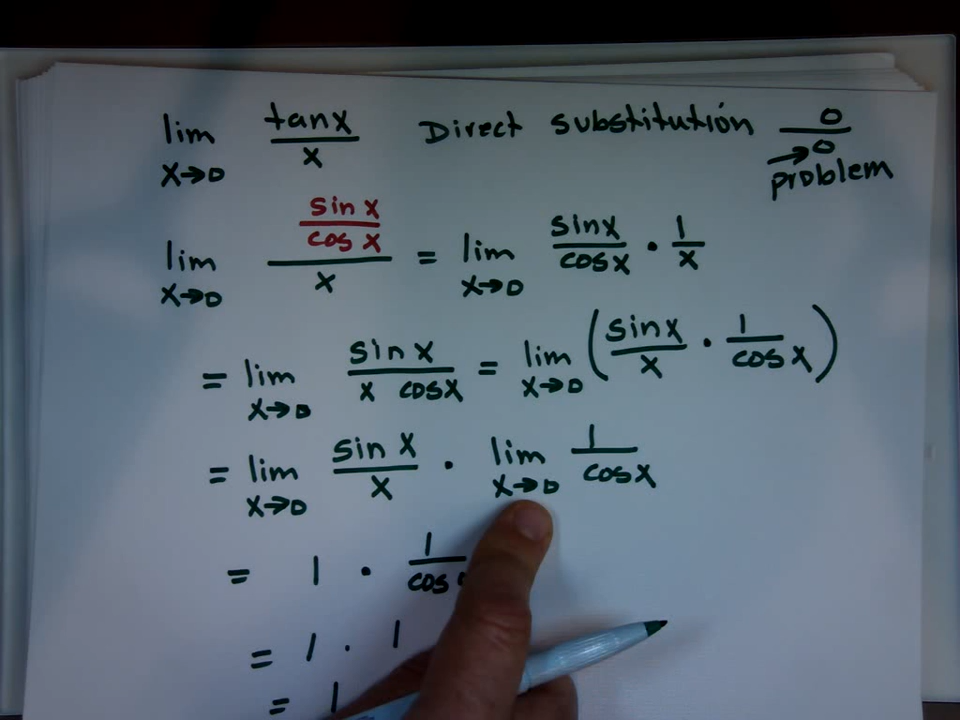 lim x→0 tanx/x Direct substitution 0/→0 problem
lim x→0 (sin x/cos x)/x = lim x→0 sinx/cosx · 1/x
= lim x→0 sin x/x cosx = lim x→0 (sinx/x · 1/cosx)
= lim x→0 sin x/x · lim x→0 1/cosx
= 1 · 1/cos
= 1 · 1
= 1